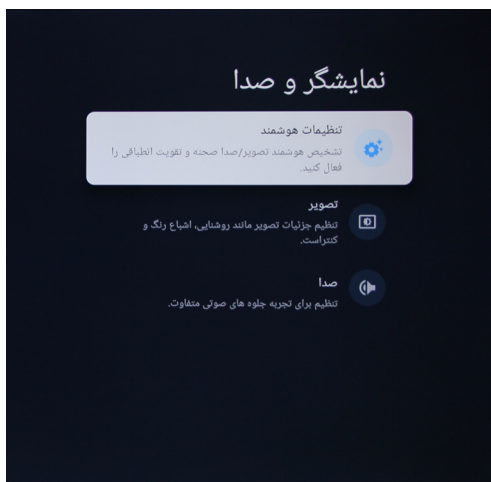 نمایشگر و صدا
تنظیمات هوشمند
تشخیص هوشمند تصویر/صدا صحنه و تقویت انطباقی را
فعال کنید.
تصویر
تنظیم جزئیات تصویر مانند روشنایی، اشباع رنگ و
کنتراست.
صدا
تنظیم برای تجربه جلوه های صوتی متفاوت.